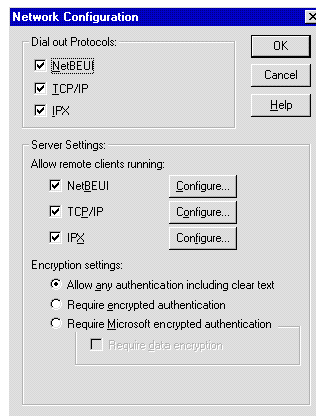 Network Configuration
Dial out Protocols:
NetBEUI
TCP/IP
IPX
OK
Cancel
Help
Server Settings:
Allow remote clients running:
NetBEUI Configure...
TCP/IP Configure...
IPX Configure...
Encryption settings:
Allow any authentication including clear text
Require encrypted authentication
Require Microsoft encrypted authentication
Require data encryption